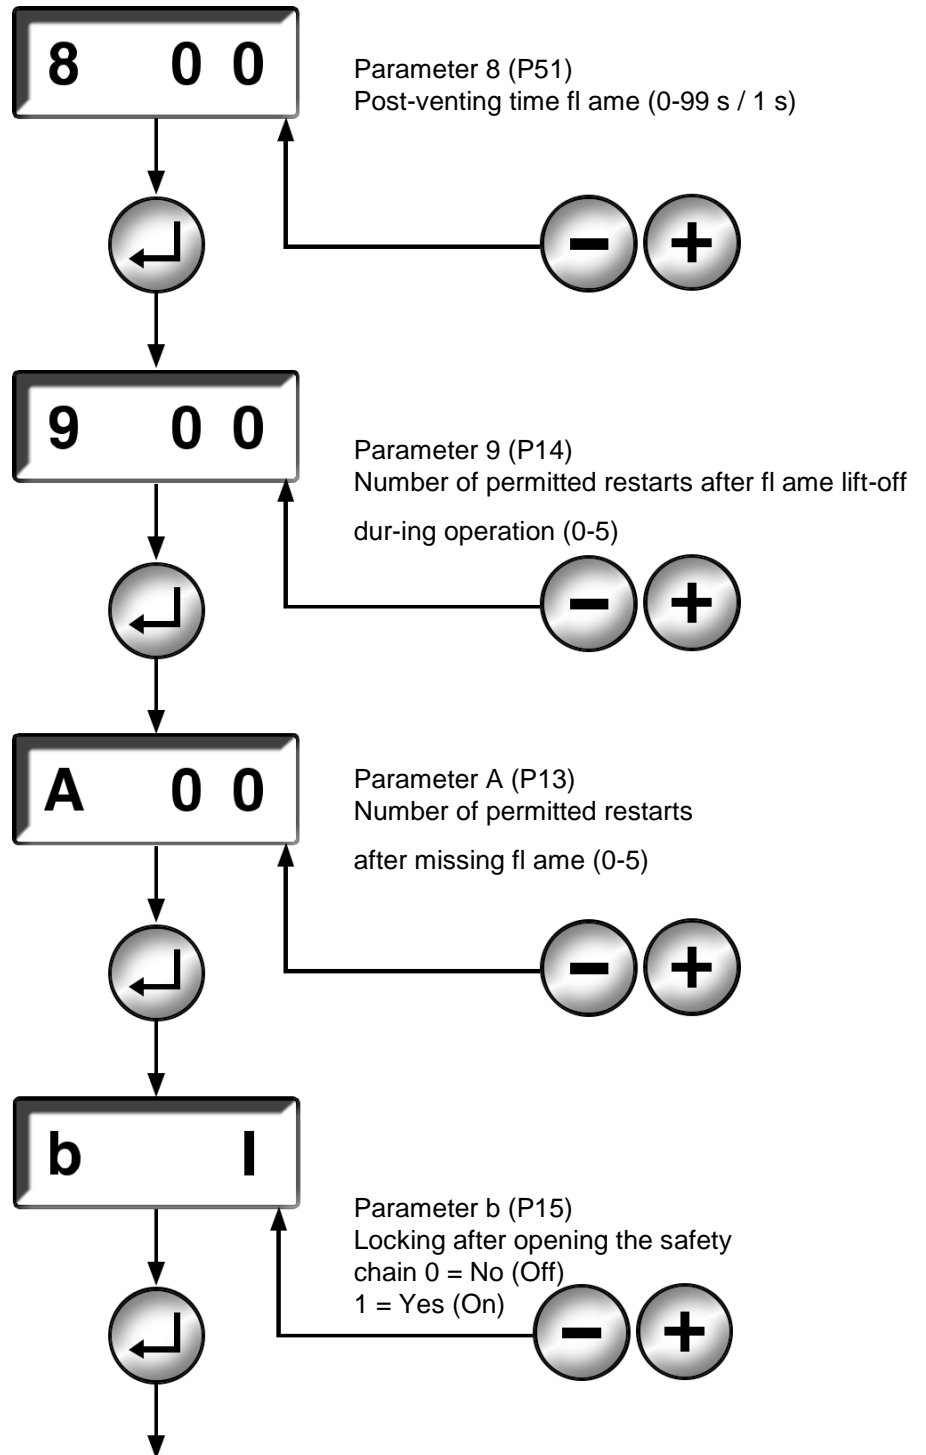 8 0 0
Parameter 8 (P51)
Post-venting time fl ame (0-99 s / 1 s)
9 0 0
Parameter 9 (P14)
Number of permitted restarts after fl ame lift-off
dur-ing operation (0-5)
A 0 0
Parameter A (P13)
Number of permitted restarts
after missing fl ame (0-5)
b I
Parameter b (P15)
Locking after opening the safety
chain 0 = No (Off)
1 = Yes (On)